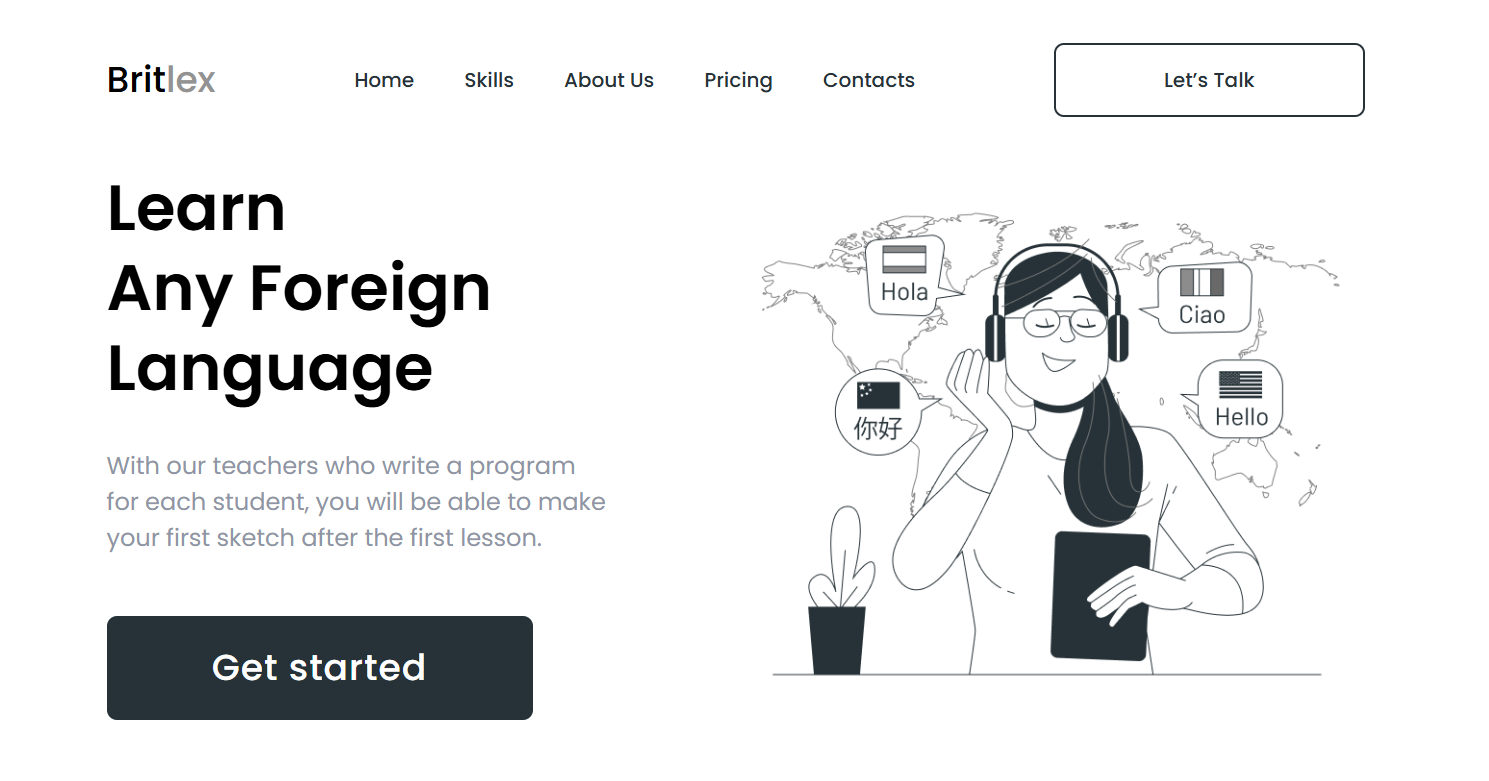 Britlex
Home
Skills
About Us
Pricing
Contacts
Let’s Talk
Learn
Any Foreign
Language
With our teachers who write a program
for each student, you will be able to make
your first sketch after the first lesson.
Get started
Hola
Ciao
Hello
你好